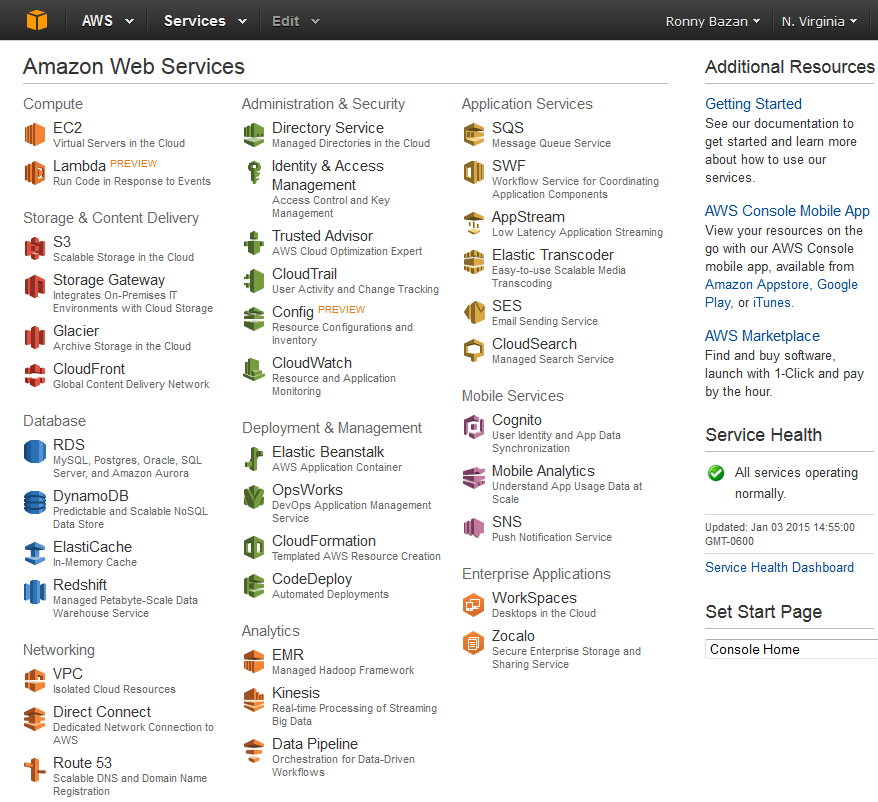 AWS
Services
Edit
Ronny Bazan
N. Virginia
Amazon Web Services
Compute
EC2
Virtual Servers in the Cloud
Lambda PREVIEW
Run Code in Response to Events
Storage & Content Delivery
S3
Scalable Storage in the Cloud
Storage Gateway
Integrates On-Premises IT
Environments with Cloud Storage
Glacier
Archive Storage in the Cloud
CloudFront
Global Content Delivery Network
Database
RDS
MySQL, Postgres, Oracle, SQL
Server, and Amazon Aurora
DynamoDB
Predictable and Scalable NoSQL
Data Store
ElastiCache
In-Memory Cache
Redshift
Managed Petabyte-Scale Data
Warehouse Service
Networking
VPC
Isolated Cloud Resources
Direct Connect
Dedicated Network Connection to
AWS
Route 53
Scalable DNS and Domain Name
Registration
Administration & Security
Directory Service
Managed Directories in the Cloud
Identity & Access
Management
Access Control and Key
Management
Trusted Advisor
AWS Cloud Optimization Expert
CloudTrail
User Activity and Change Tracking
Config PREVIEW
Resource Configurations and
Inventory
CloudWatch
Resource and Application
Monitoring
Deployment & Management
Elastic Beanstalk
AWS Application Container
OpsWorks
DevOps Application Management
Service
CloudFormation
Templated AWS Resource Creation
CodeDeploy
Automated Deployments
Analytics
EMR
Managed Hadoop Framework
Kinesis
Real-time Processing of Streaming
Big Data
Data Pipeline
Orchestration for Data-Driven
Workflows
Application Services
SQS
Message Queue Service
SWF
Workflow Service for Coordinating
Application Components
AppStream
Low Latency Application Streaming
Elastic Transcoder
Easy-to-use Scalable Media
Transcoding
SES
Email Sending Service
CloudSearch
Managed Search Service
Mobile Services
Cognito
User Identity and App Data
Synchronization
Mobile Analytics
Understand App Usage Data at
Scale
SNS
Push Notification Service
Enterprise Applications
WorkSpaces
Desktops in the Cloud
Zocalo
Secure Enterprise Storage and
Sharing Service
Additional Resources
Getting Started
See our documentation to
get started and learn more
about how to use our
services.
AWS Console Mobile App
View your resources on the
go with our AWS Console
mobile app, available from
Amazon Appstore, Google
Play, or iTunes.
AWS Marketplace
Find and buy software,
launch with 1-Click and pay
by the hour.
Service Health
All services operating
normally.
Updated: Jan 03 2015 14:55:00
GMT-0600
Service Health Dashboard
Set Start Page
Console Home